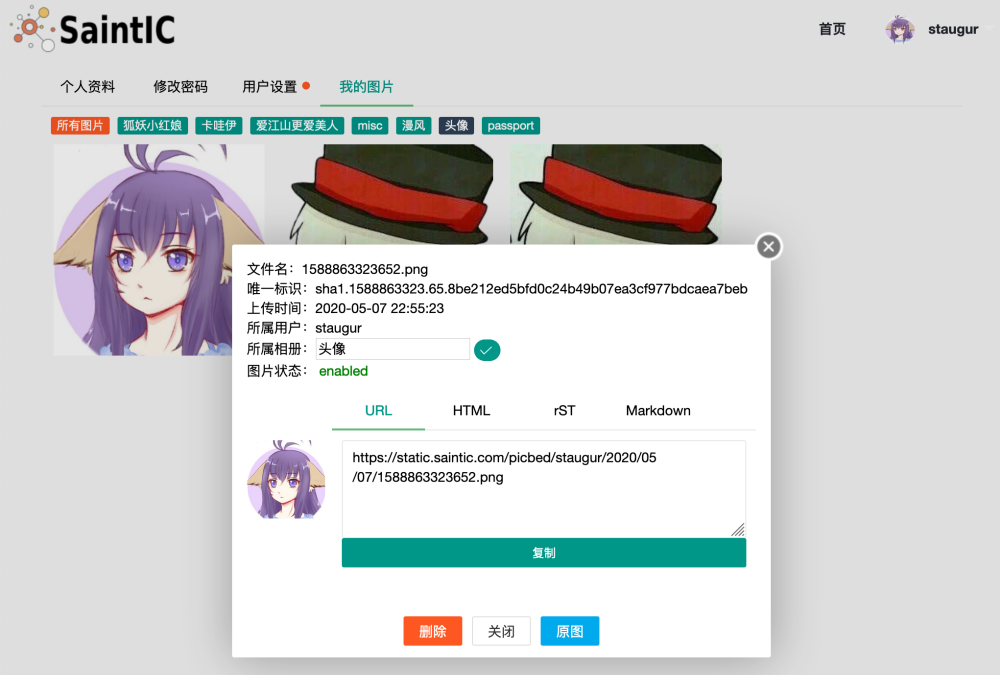 SaintIC
首页
staugur
个人资料
修改密码
用户设置
我的图片
所有图片
狐妖小红娘
卡哇伊
爱江山更爱美人
misc
漫风
头像
passport
文件名：1588863323652.png
唯一标识：sha1.1588863323.65.8be212ed5bfd0c24b49b07ea3cf977bdcaea7beb
上传时间：2020-05-07 22:55:23
所属用户：staugur
所属相册：头像
图片状态：enabled
URL
HTML
rST
Markdown
https://static.saintic.com/picbed/staugur/2020/05
/07/1588863323652.png
复制
删除
关闭
原图